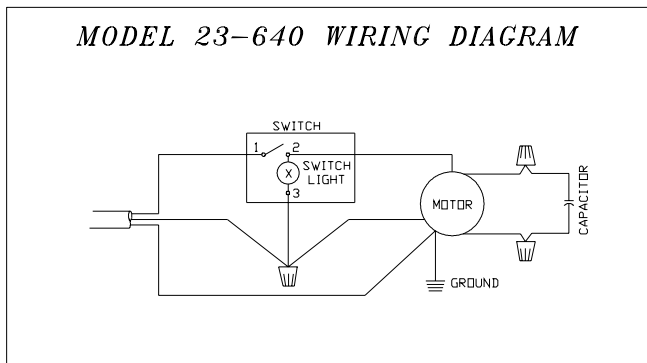 MODEL 23-640 WIRING DIAGRAM
SWITCH
1
2
SWITCH
LIGHT
X
3
MOTOR
CAPACITOR
GROUND